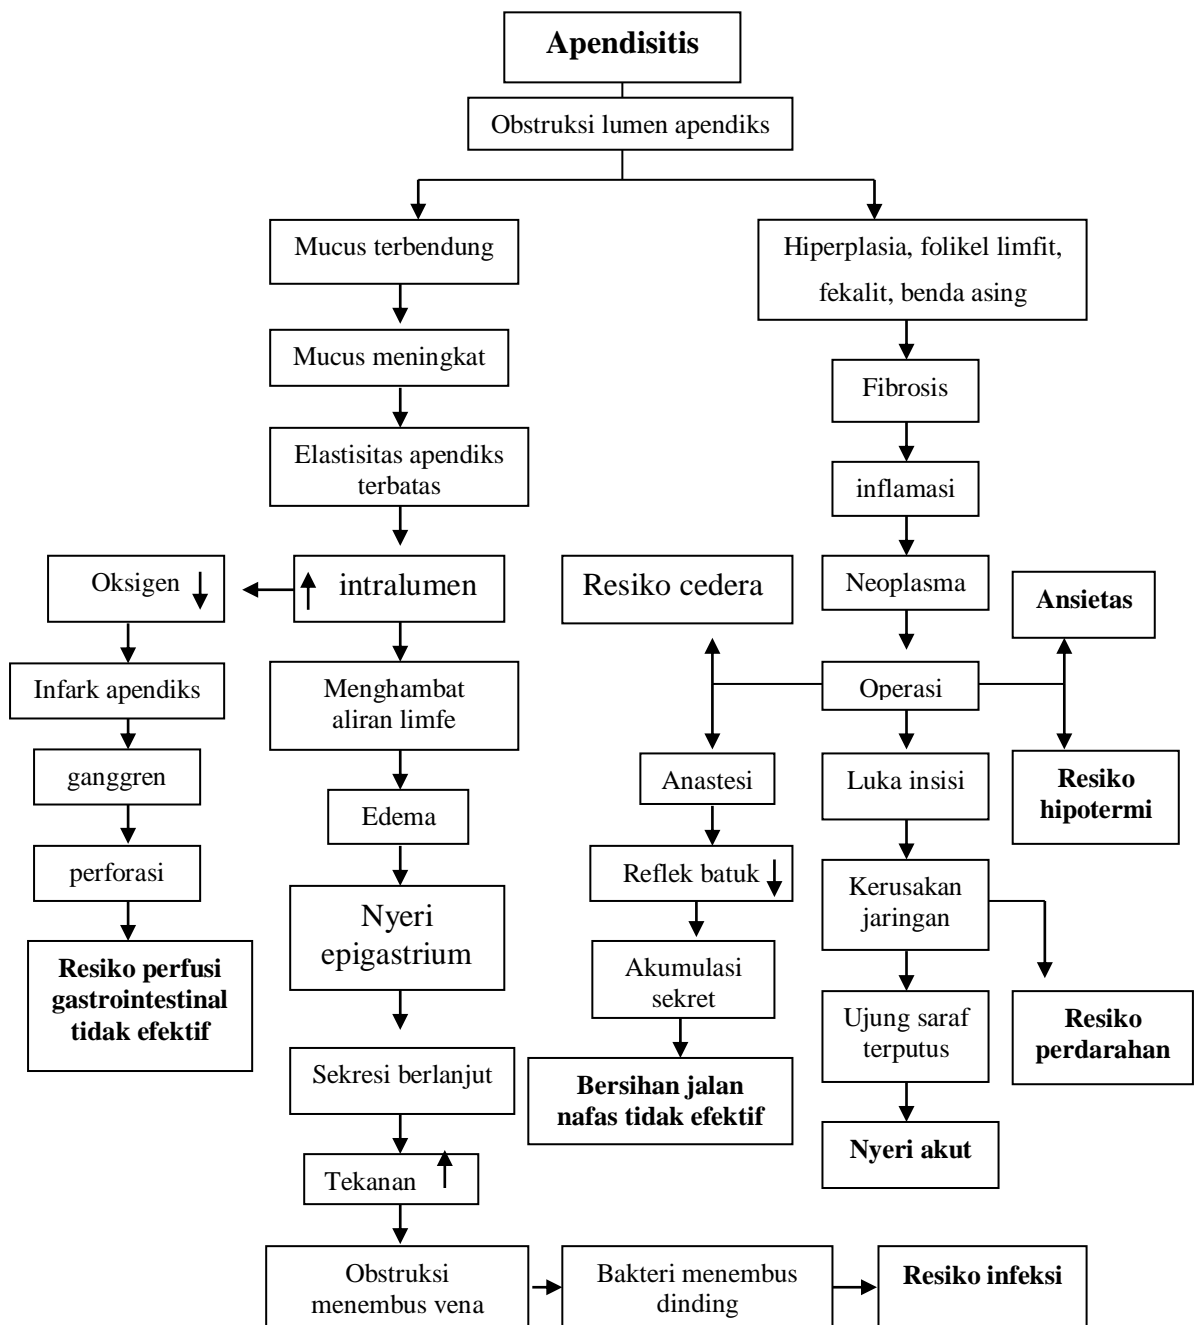 Apendisitis
Obstruksi lumen apendiks
Mucus terbendung
Hiperplasia, folikel limfit,
fekalit, benda asing
Mucus meningkat
Fibrosis
Elastisitas apendiks
terbatas
inflamasi
Oksigen
intralumen
Resiko cedera
Neoplasma
Ansietas
Infark apendiks
Menghambat
aliran limfe
Operasi
ganggren
Anastesi
Luka insisi
Resiko
hipotermi
Edema
perforasi
Reflek batuk
Kerusakan
jaringan
Nyeri
epigastrium
Resiko perfusi
gastrointestinal
tidak efektif
Akumulasi
sekret
Ujung saraf
terputus
Resiko
perdarahan
Sekresi berlanjut
Bersihan jalan
nafas tidak efektif
Nyeri akut
Tekanan
Obstruksi
menembus vena
Bakteri menembus
dinding
Resiko infeksi